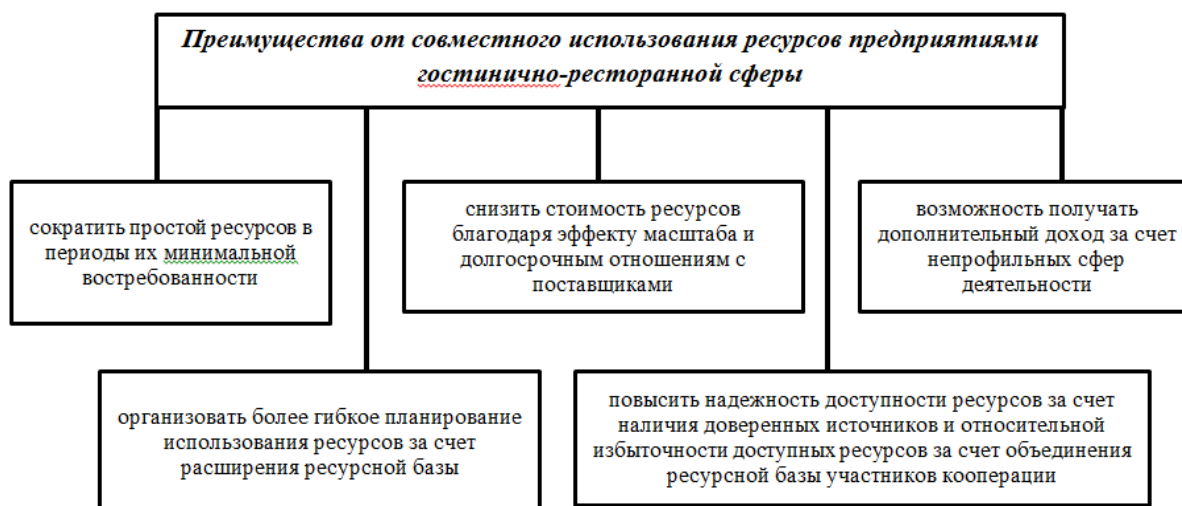 Преимущества от совместного использования ресурсов предприятиями
гостинично-ресторанной сферы
сократить простой ресурсов в
периоды их минимальной
востребованности
снизить стоимость ресурсов
благодаря эффекту масштаба и
долгосрочным отношениям с
поставщиками
возможность получать
дополнительный доход за счет
непрофильных сфер
деятельности
организовать более гибкое планирование
использования ресурсов за счет
расширения ресурсной базы
повысить надежность доступности ресурсов за счет
наличия доверенных источников и относительной
избыточности доступных ресурсов за счет объединения
ресурсной базы участников кооперации